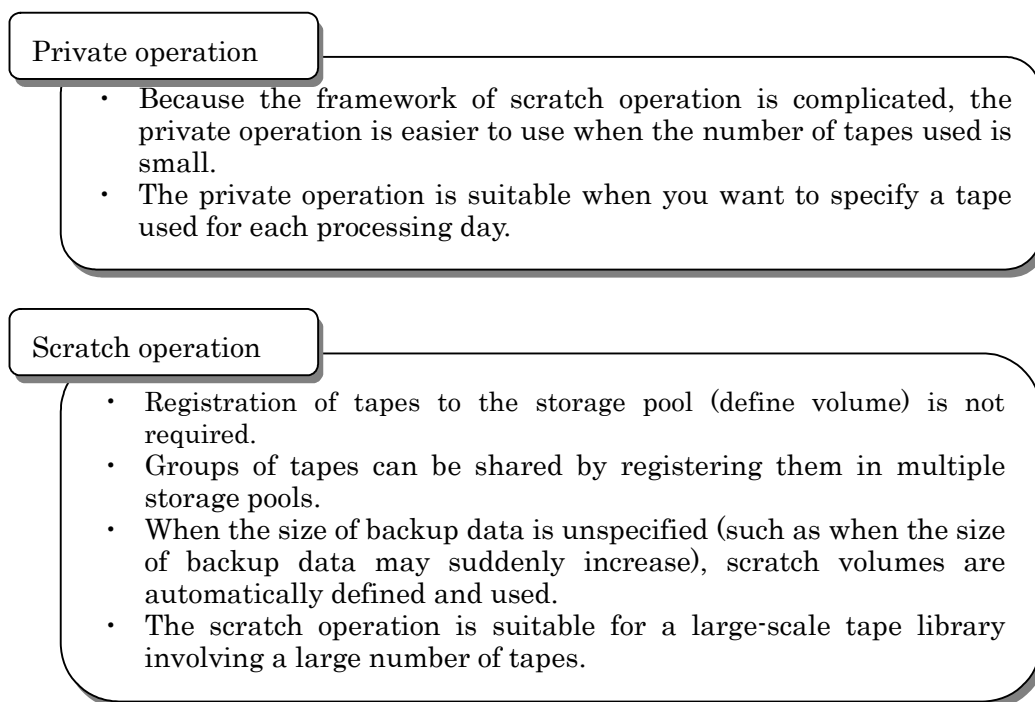 Private operation
・ Because the framework of scratch operation is complicated, the
private operation is easier to use when the number of tapes used is
small.
・ The private operation is suitable when you want to specify a tape
used for each processing day.
Scratch operation
・ Registration of tapes to the storage pool (define volume) is not
required.
・ Groups of tapes can be shared by registering them in multiple
storage pools.
・ When the size of backup data is unspecified (such as when the size
of backup data may suddenly increase), scratch volumes are
automatically defined and used.
・ The scratch operation is suitable for a large-scale tape library
involving a large number of tapes.